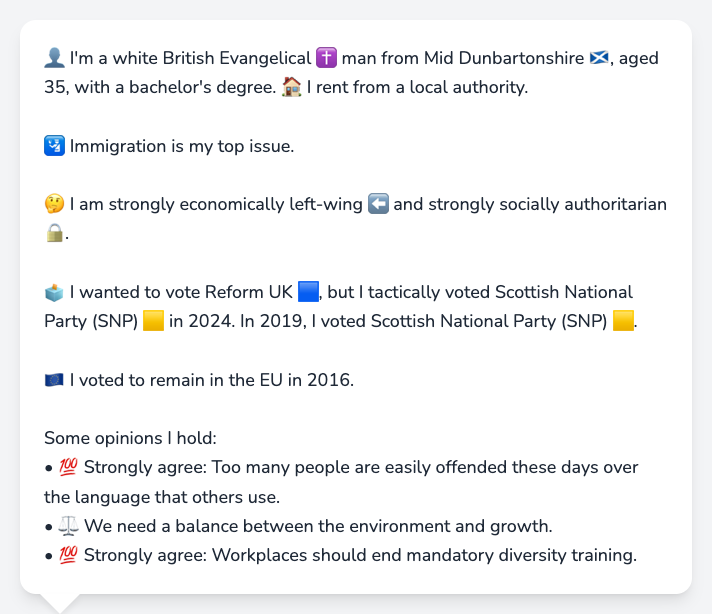 👤 I'm a white British Evangelical ✝️ man from Mid Dunbartonshire 🏴󠁧󠁢󠁳󠁣󠁴󠁿, aged
35, with a bachelor's degree. 🏠 I rent from a local authority.
🛂 Immigration is my top issue.
🤔 I am strongly economically left-wing ⬅️ and strongly socially authoritarian
🔒.
🗳️ I wanted to vote Reform UK 🟦, but I tactically voted Scottish National
Party (SNP) 🟨 in 2024. In 2019, I voted Scottish National Party (SNP) 🟨.
🇪🇺 I voted to remain in the EU in 2016.
Some opinions I hold:
• 💯 Strongly agree: Too many people are easily offended these days over
the language that others use.
• ⚖️ We need a balance between the environment and growth.
• 💯 Strongly agree: Workplaces should end mandatory diversity training.